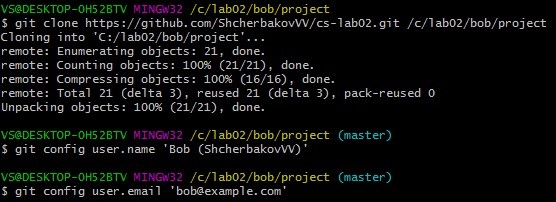 VS@DESKTOP-OH52BTV MINGW32 /c/lab02/bob/project
$ git clone https://github.com/ShcherbakovVV/cs-lab02.git /c/lab02/bob/project
Cloning into 'C:/lab02/bob/project'...
remote: Enumerating objects: 21, done.
remote: Counting objects: 100% (21/21), done.
remote: Compressing objects: 100% (16/16), done.
remote: Total 21 (delta 3), reused 21 (delta 3), pack-reused 0
Unpacking objects: 100% (21/21), done.
VS@DESKTOP-OH52BTV MINGW32 /c/lab02/bob/project (master)
$ git config user.name 'Bob (ShcherbakovVV)'
VS@DESKTOP-OH52BTV MINGW32 /c/lab02/bob/project (master)
$ git config user.email 'bob@example.com'